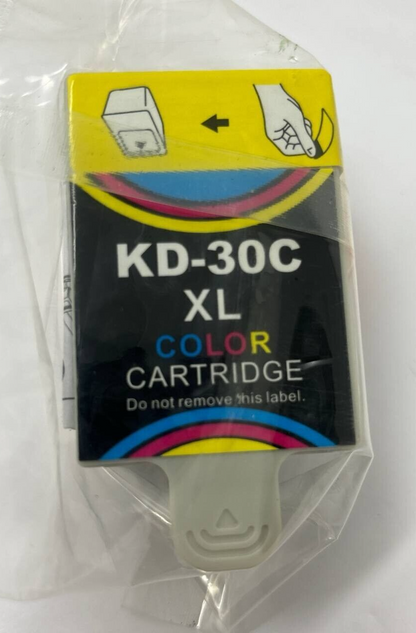 KD-30C
XL
COLOR
CARTRIDGE
Do not remove this label.